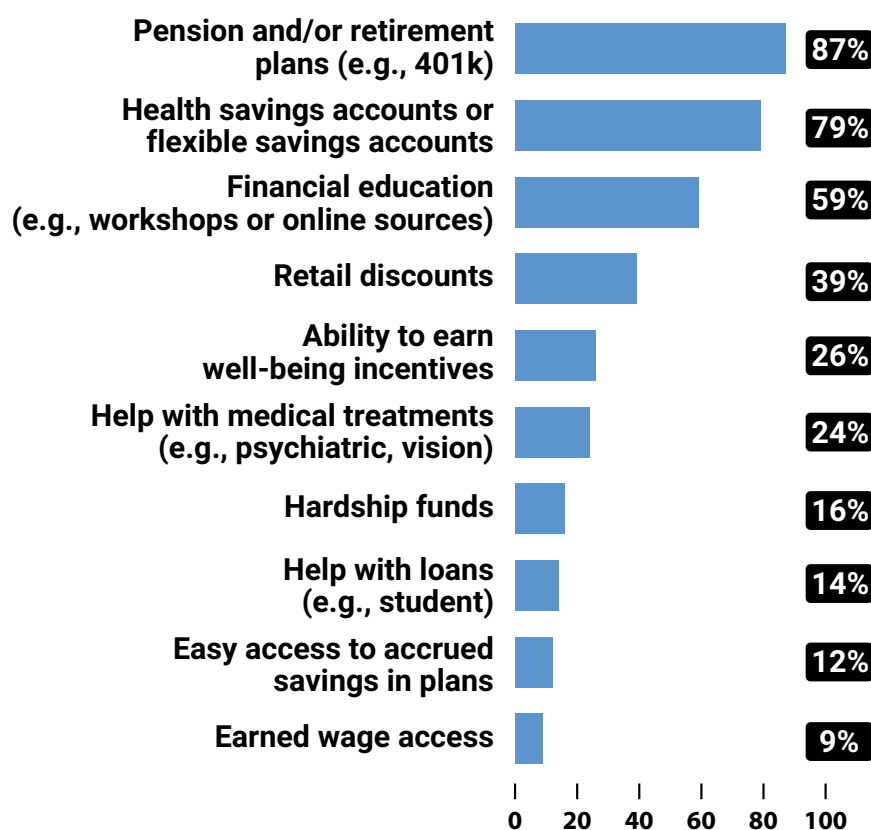 Pension and/or retirement
plans (e.g., 401k)
87%
Health savings accounts or
flexible savings accounts
79%
Financial education
(e.g., workshops or online sources)
59%
Retail discounts
39%
Ability to earn
well-being incentives
26%
Help with medical treatments
(e.g., psychiatric, vision)
24%
Hardship funds
16%
Help with loans
(e.g., student)
14%
Easy access to accrued
savings in plans
12%
Earned wage access
9%
0 20 40 60 80 100